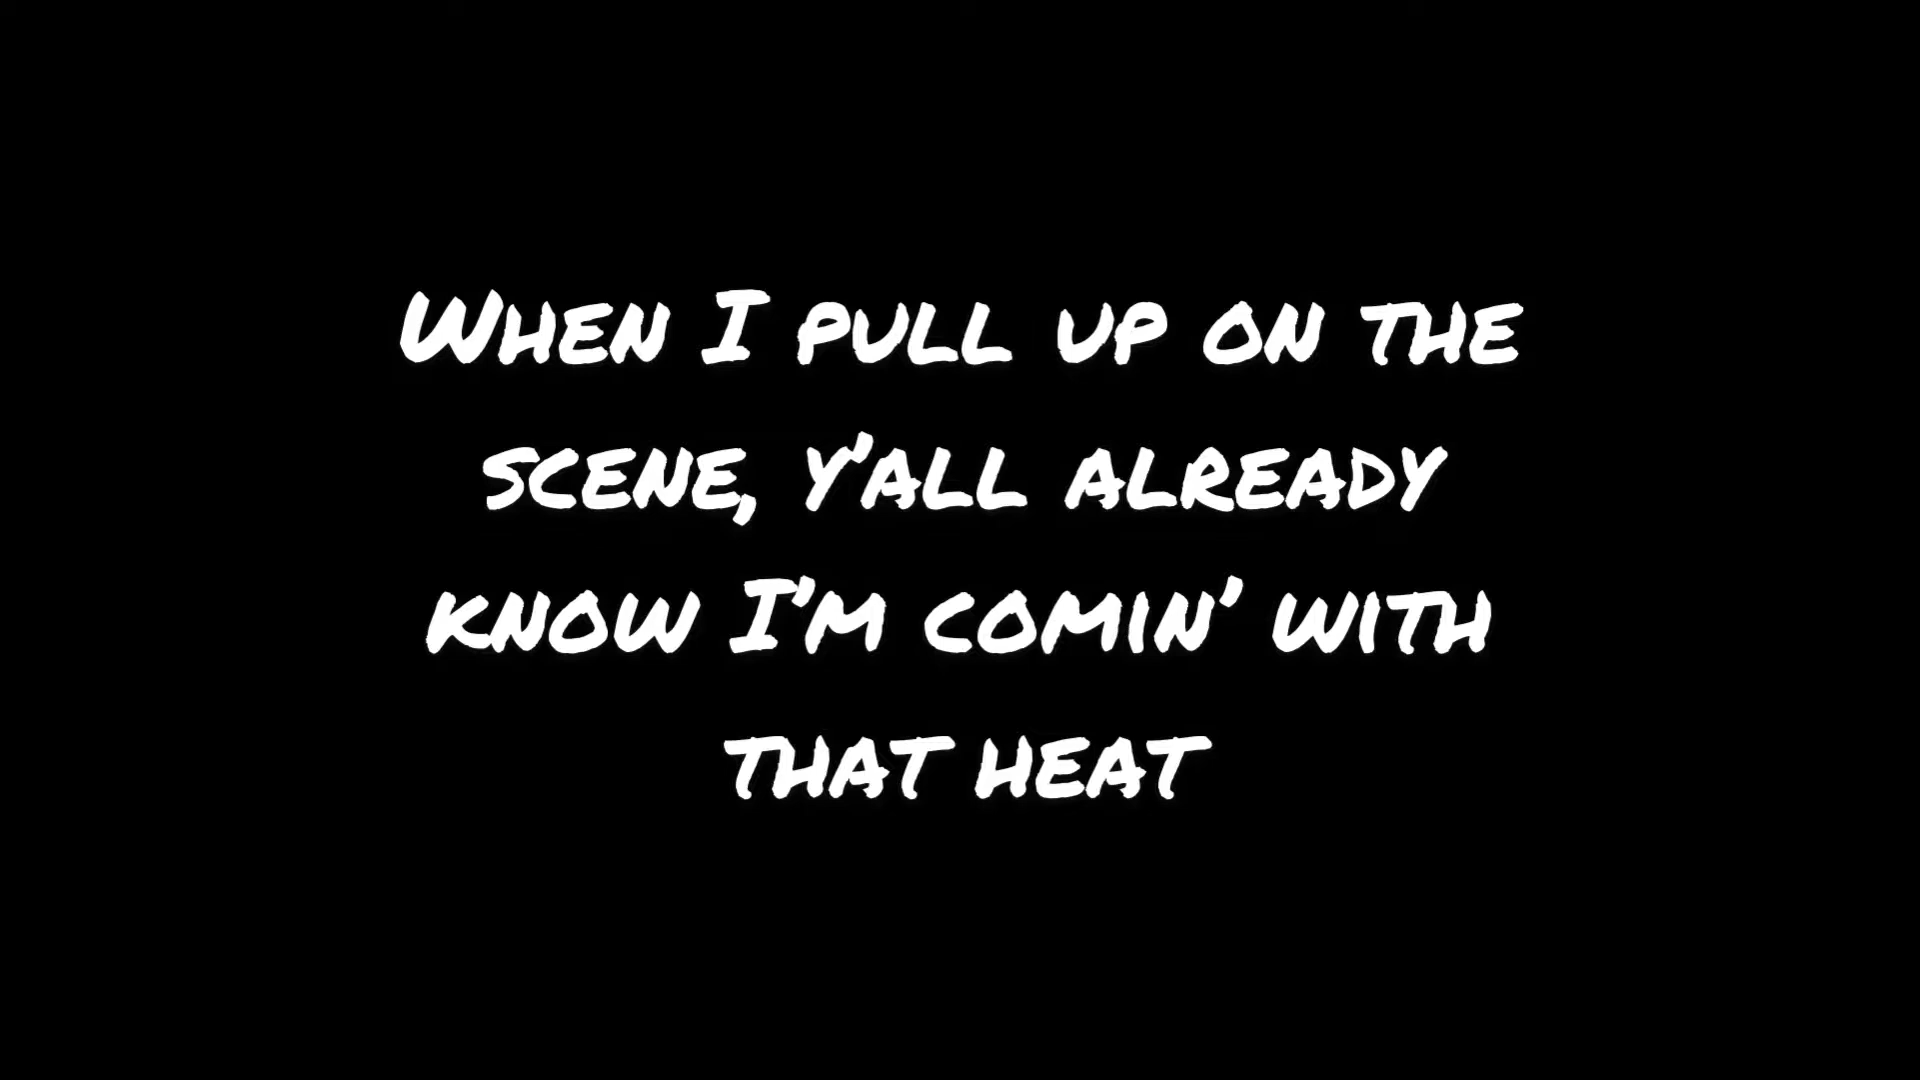 When I pull up on the
scene, y’all already
know I’m comin’ with
that heat